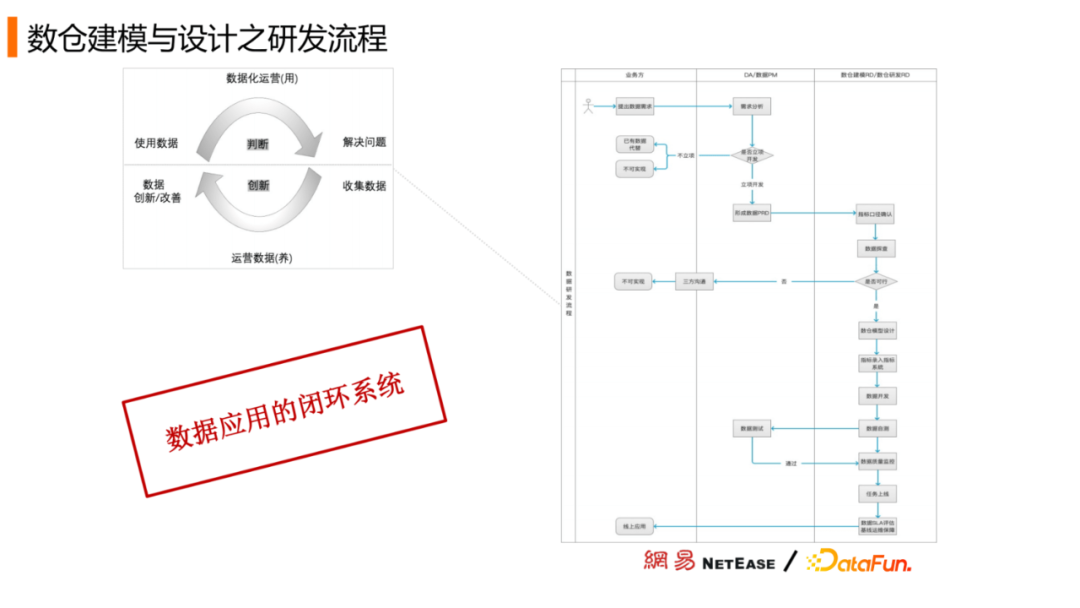 数仓建模与设计之研发流程
数据化运营(用)
使用数据
判断
解决问题
数据
创新/改善
创新
收集数据
运营数据(养)
数据应用的闭环系统
业务方
DA/数据PM
数仓建模RD/数仓研发RD
数据研发流程
提出数据需求
需求分析
已有数据
代替
不可实现
不立项
是否立项
开发
立项开发
形成数据PRD
指标口径确认
数据探查
不可实现
三方沟通
否
是否可行
是
数仓模型设计
指标录入指标
系统
数据开发
数据测试
数据自测
通过
数据质量监控
任务上线
线上应用
数据SLA评估
基线运维保障
網易 NETEASE / DataFun.